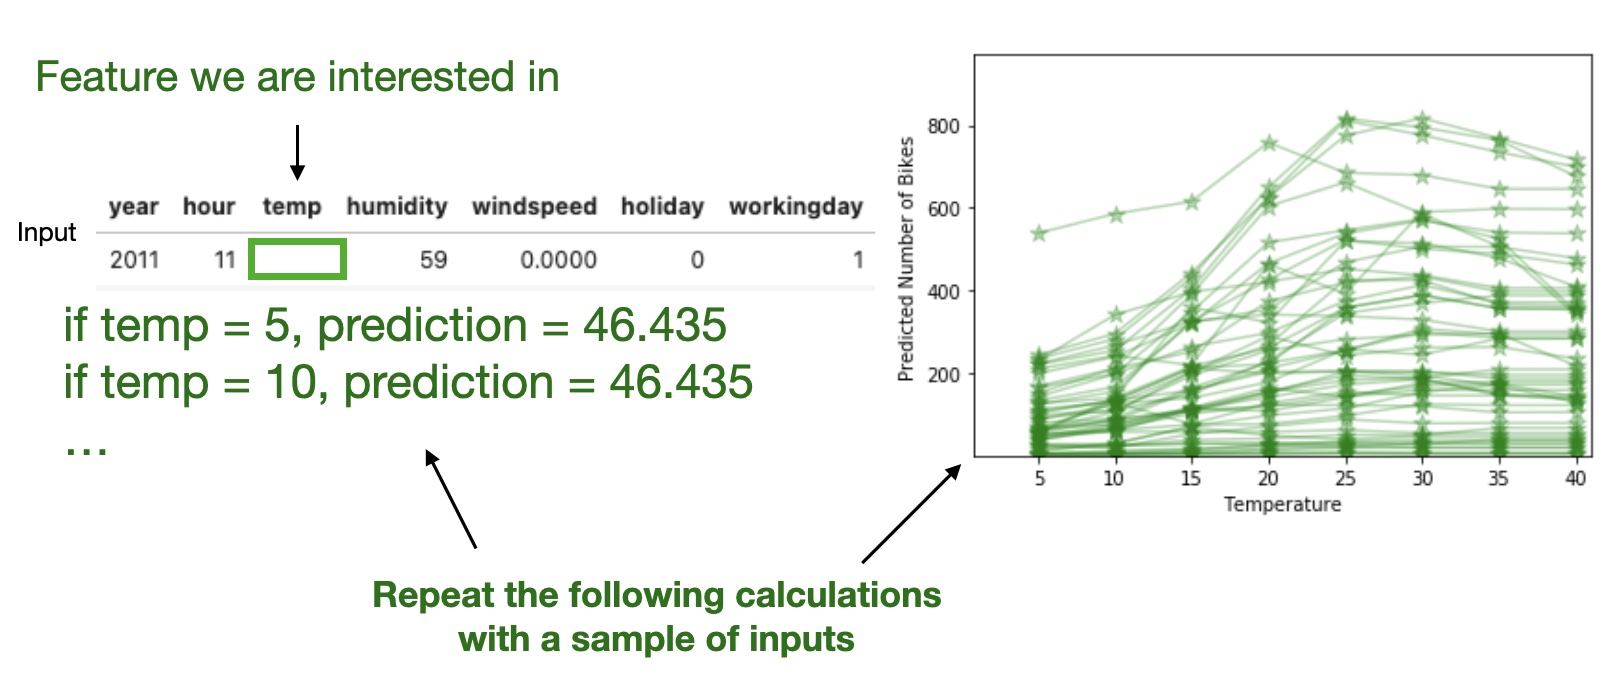 Feature we are interested in
year hour temp humidity windspeed holiday workingday
Input
2011 11 59 0.0000 0 1
if temp = 5, prediction = 46.435
if temp = 10, prediction = 46.435
...
Repeat the following calculations
with a sample of inputs
Predicted Number of Bikes
800
600
400
200
5 10 15 20 25 30 35 40
Temperature